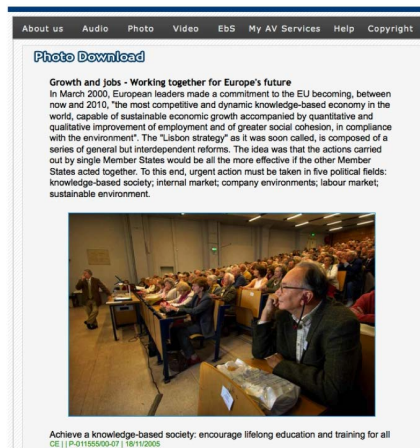 About us Audio Photo Video EbS My AV Services Help Copyright
Photo Download
Growth and jobs - Working together for Europe's future
In March 2000, European leaders made a commitment to the EU becoming, between
now and 2010, "the most competitive and dynamic knowledge-based economy in the
world, capable of sustainable economic growth accompanied by quantitative and
qualitative improvement of employment and of greater social cohesion, in compliance
with the environment". The "Lisbon strategy" as it was soon called, is composed of a
series of general but interdependent reforms. The idea was that the actions carried
out by single Member States would be all the more effective if the other Member
States acted together. To this end, urgent action must be taken in five political fields:
knowledge-based society; internal market; company environments; labour market;
sustainable environment.
Achieve a knowledge-based society: encourage lifelong education and training for all
CE | | P-011555/00-07 | 18/11/2005